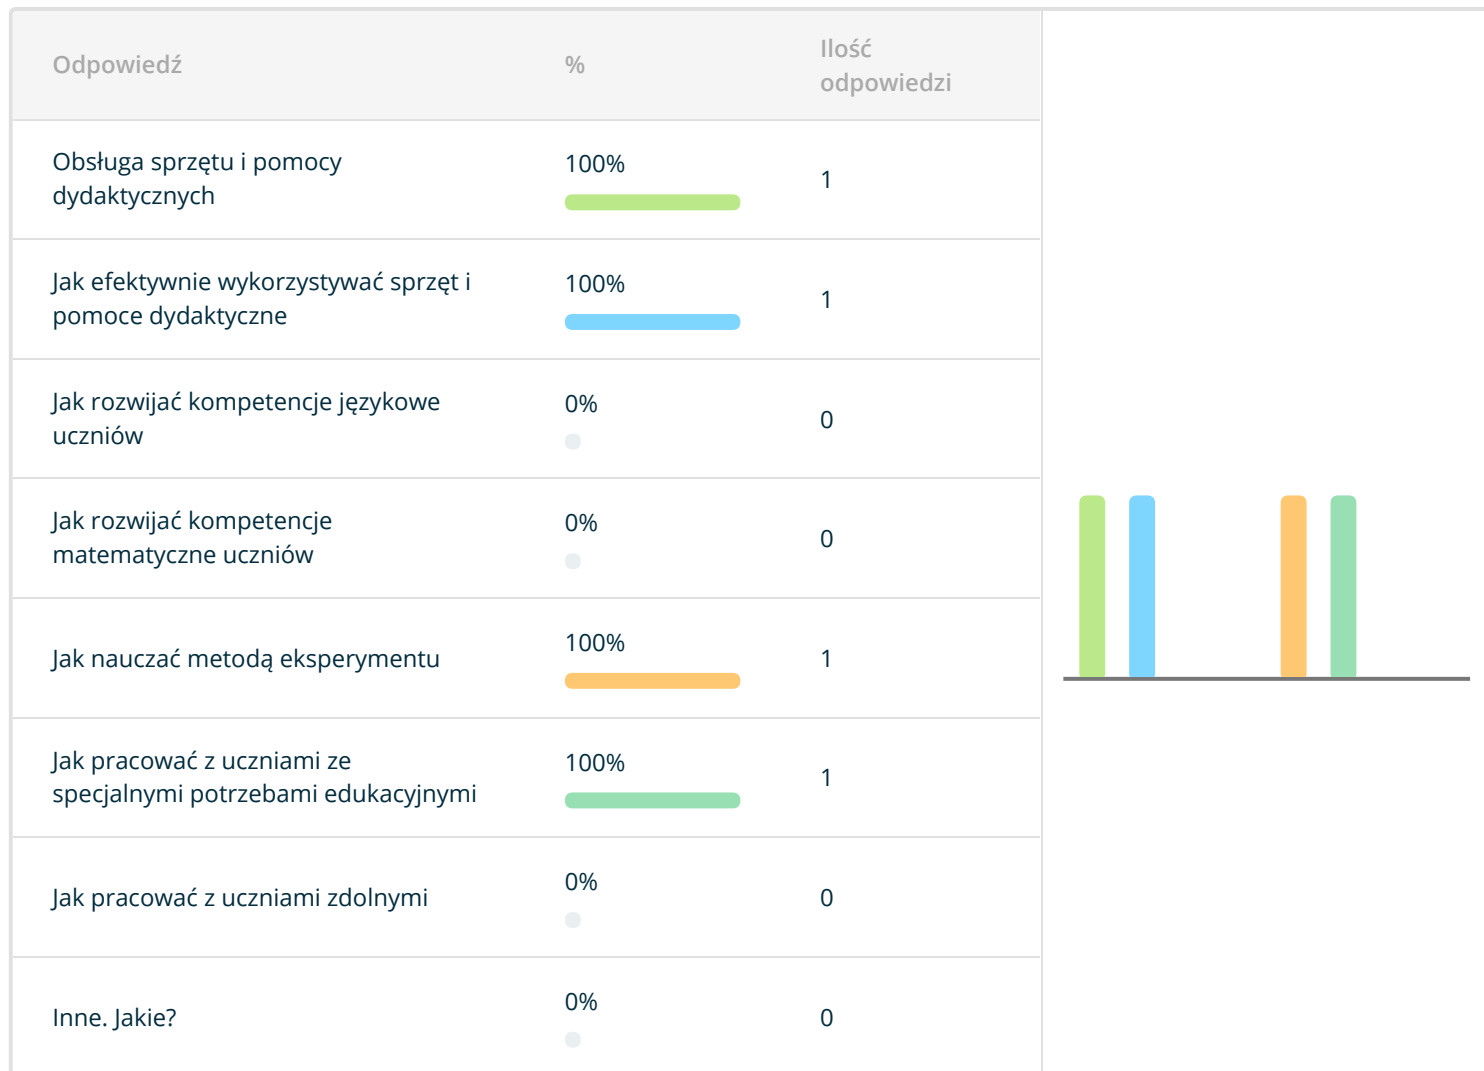 Odpowiedź % Ilość
odpowiedzi
Obsługa sprzętu i pomocy
dydaktycznych
100%
1
Jak efektywnie wykorzystywać sprzęt i
pomoce dydaktyczne
100%
1
Jak rozwijać kompetencje językowe
uczniów
0%
0
Jak rozwijać kompetencje
matematyczne uczniów
0%
0
Jak nauczać metodą eksperymentu
100%
1
Jak pracować z uczniami ze
specjalnymi potrzebami edukacyjnymi
100%
1
Jak pracować z uczniami zdolnymi
0%
0
Inne. Jakie?
0%
0